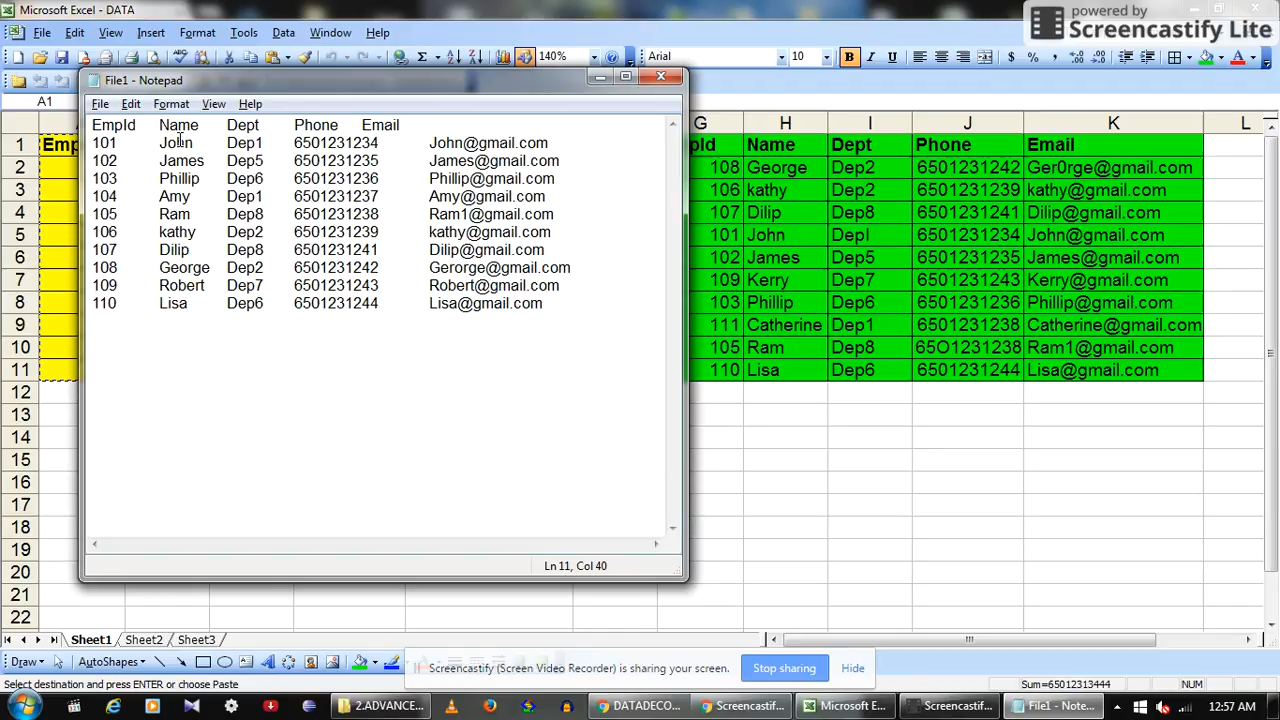 Microsoft Excel - DATA
powered by
Screencastify Lite
File Edit View Insert Format Tools Data Window Help
140% Arial 10 B I U
A1
File1 - Notepad
File Edit Format View Help
EmpId Name Dept Phone Email
101 John Dep1 6501231234 John@gmail.com
102 James Dep5 6501231235 James@gmail.com
103 Phillip Dep6 6501231236 Phillip@gmail.com
104 Amy Dep1 6501231237 Amy@gmail.com
105 Ram Dep8 6501231238 Ram1@gmail.com
106 kathy Dep2 6501231239 kathy@gmail.com
107 Dilip Dep8 6501231241 Dilip@gmail.com
108 George Dep2 6501231242 Gerorge@gmail.com
109 Robert Dep7 6501231243 Robert@gmail.com
110 Lisa Dep6 6501231244 Lisa@gmail.com
Ln 11, Col 40
G H I J K L
1 Emp pId Name Dept Phone Email
2 108 George Dep2 6501231242 Ger0rge@gmail.com
3 106 kathy Dep2 6501231239 kathy@gmail.com
4 107 Dilip Dep8 6501231241 Dilip@gmail.com
5 101 John Depl 6501231234 John@gmail.com
6 102 James Dep5 6501231235 James@gmail.com
7 109 Kerry Dep7 6501231243 Kerry@gmail.com
8 103 Phillip Dep6 6501231236 Phillip@gmail.com
9 111 Catherine Dep1 6501231238 Catherine@gmail.com
10 105 Ram Dep8 65O1231238 Ram1@gmail.com
11 110 Lisa Dep6 6501231244 Lisa@gmail.com
12
13
14
15
16
17
18
19
20
21
22
Sheet1 Sheet2 Sheet3
Draw AutoShapes
Screencastify (Screen Video Recorder) is sharing your screen. Stop sharing Hide
Select destination and press ENTER or choose Paste Sum=65012313444 NUM
2.ADVANCE... DATADECO... Screencastif... Microsoft E... Screencastif... File1 - Note... 12:57 AM